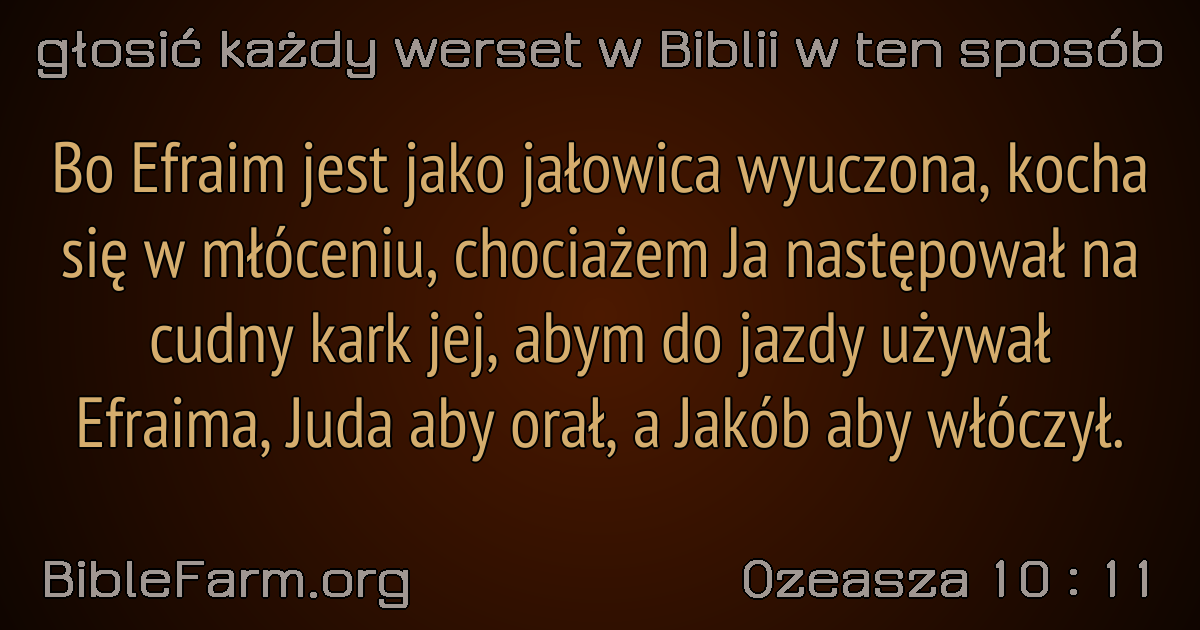 głosić każdy werset w Biblii w ten sposób
Bo Efraim jest jako jałowica wyuczona, kocha
się w młóceniu, chociażem Ja następował na
cudny kark jej, abym do jazdy używał
Efraima, Juda aby orał, a Jakób aby włóczył.
BibleFarm.org
Ozeasza 10 : 11